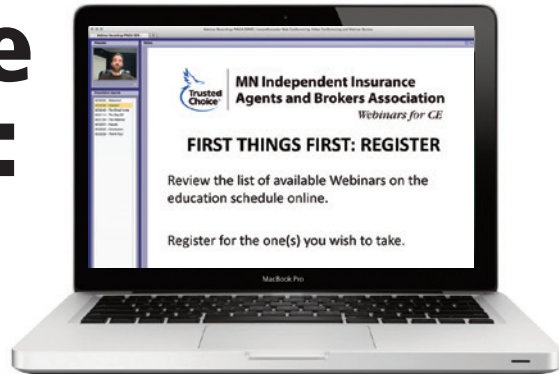 e
:
Trusted
Choice
MN Independent Insurance
Agents and Brokers Association
Webinars for CE
FIRST THINGS FIRST: REGISTER
Review the list of available Webinars on the
education schedule online.
Register for the one(s) you wish to take.
MacBook Pro